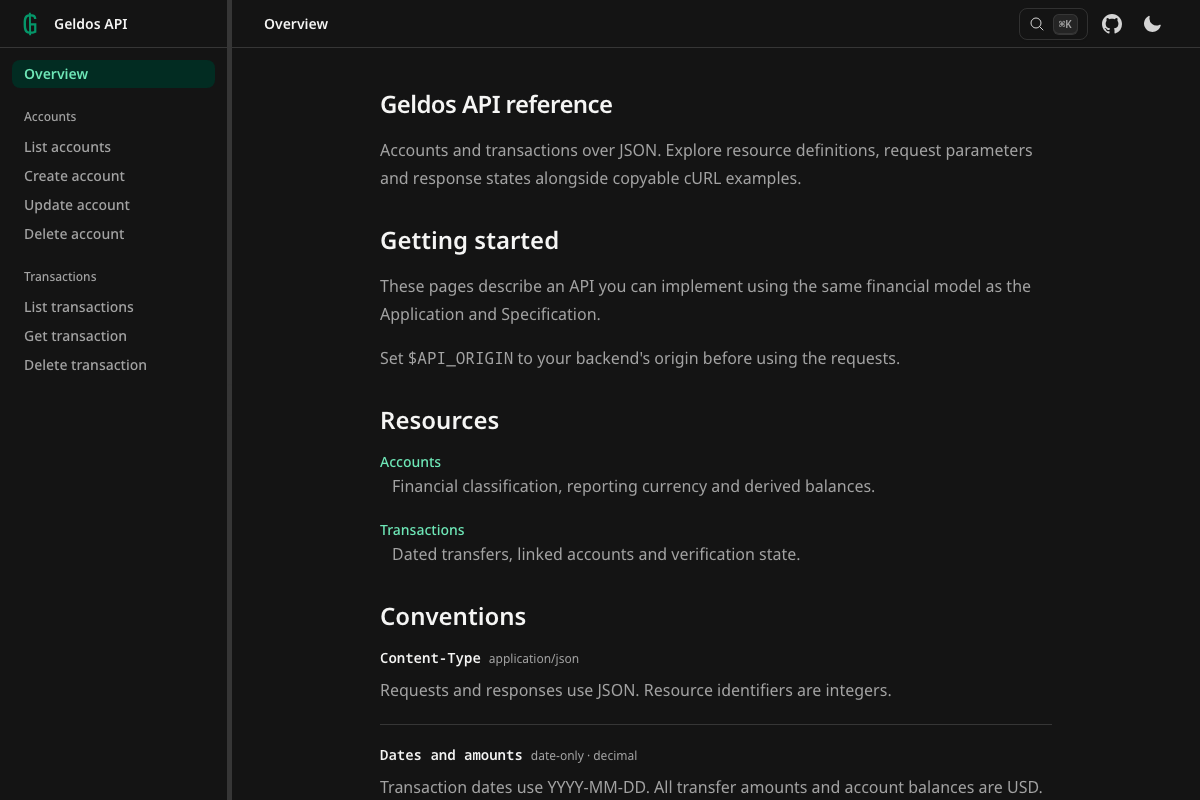 Geldos API
Overview
⌘K
Overview
Accounts
List accounts
Create account
Update account
Delete account
Transactions
List transactions
Get transaction
Delete transaction
Geldos API reference
Accounts and transactions over JSON. Explore resource definitions, request parameters
and response states alongside copyable cURL examples.
Getting started
These pages describe an API you can implement using the same financial model as the
Application and Specification.
Set $API_ORIGIN to your backend's origin before using the requests.
Resources
Accounts
Financial classification, reporting currency and derived balances.
Transactions
Dated transfers, linked accounts and verification state.
Conventions
Content-Type application/json
Requests and responses use JSON. Resource identifiers are integers.
Dates and amounts date-only · decimal
Transaction dates use YYYY-MM-DD. All transfer amounts and account balances are USD.